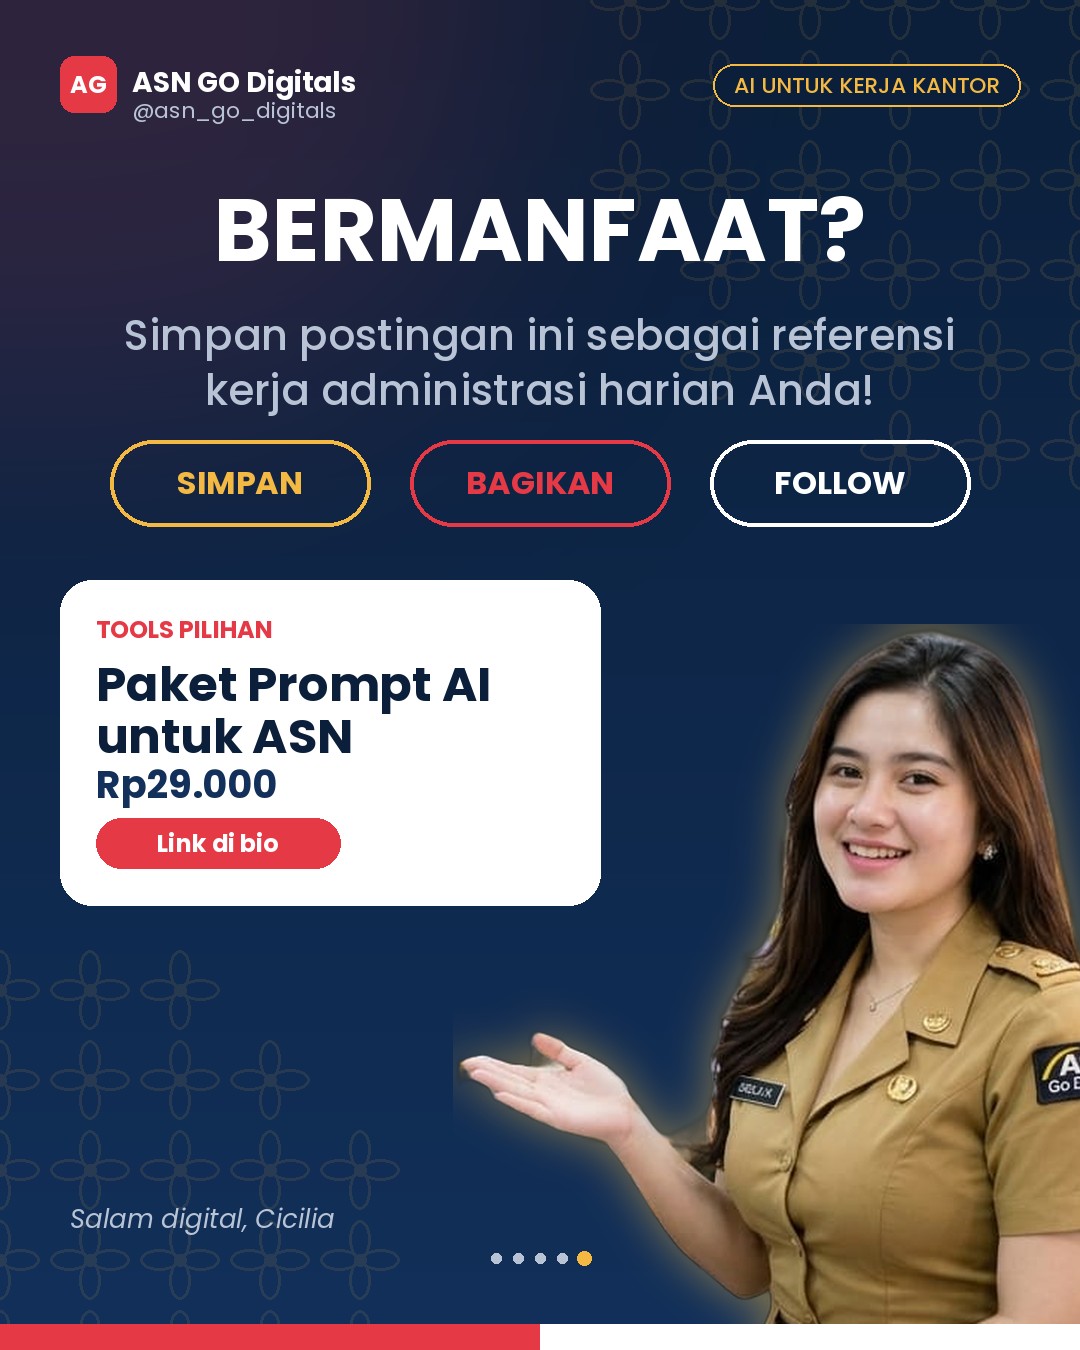 AG
ASN GO Digitals
@asn_go_digitals
AI UNTUK KERJA KANTOR
BERMANFAAT?
Simpan postingan ini sebagai referensi
kerja administrasi harian Anda!
SIMPAN
BAGIKAN
FOLLOW
TOOLS PILIHAN
Paket Prompt AI
untuk ASN
Rp29.000
Link di bio
Go
Salam digital, Cicilia